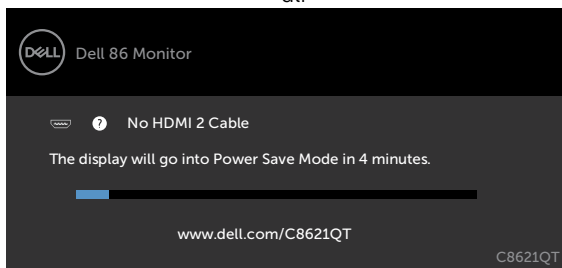 DELL
Dell 86 Monitor
? No HDMI 2 Cable
The display will go into Power Save Mode in 4 minutes.
www.dell.com/C8621QT
C8621QT